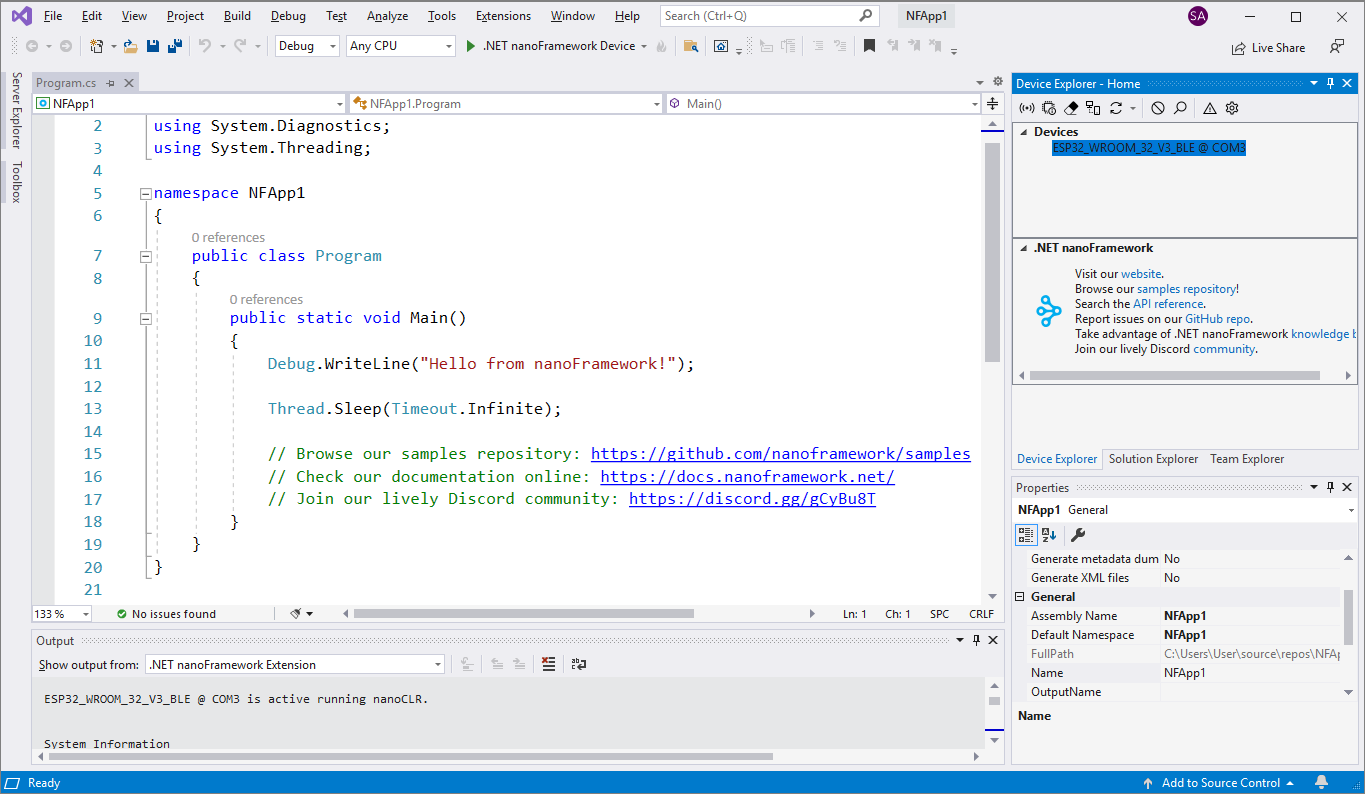 File Edit View Project Build Debug Test Analyze Tools Extensions Window Help Search (Ctrl+Q) NFApp1 SA
Debug Any CPU .NET nanoFramework Device Live Share
Server Explorer
Toolbox
Program.cs
NFApp1 NFApp1.Program Main()
2 using System.Diagnostics;
3 using System.Threading;
4
5 namespace NFApp1
6 {
0 references
7 public class Program
8 {
0 references
9 public static void Main()
10 {
11 Debug.WriteLine("Hello from nanoFramework!");
12
13 Thread.Sleep(Timeout.Infinite);
14
15 // Browse our samples repository: https://github.com/nanoframework/samples
16 // Check our documentation online: https://docs.nanoframework.net/
17 // Join our lively Discord community: https://discord.gg/gCyBu8T
18 }
19 }
20 }
21
133 % No issues found Ln: 1 Ch: 1 SPC CRLF
Output
Show output from: .NET nanoFramework Extension
ESP32_WROOM_32_V3_BLE @ COM3 is active running nanoCLR.
System Information
Device Explorer - Home
Devices
ESP32_WROOM_32_V3_BLE @ COM3
.NET nanoFramework
Visit our website.
Browse our samples repository!
Search the API reference.
Report issues on our GitHub repo.
Take advantage of .NET nanoFramework knowledge b
Join our lively Discord community.
Device Explorer Solution Explorer Team Explorer
Properties
NFApp1 General
Generate metadata dum No
Generate XML files No
General
Assembly Name NFApp1
Default Namespace NFApp1
FullPath C:\Users\User\source\repos\NFAp
Name NFApp1
OutputName
Name
Ready Add to Source Control